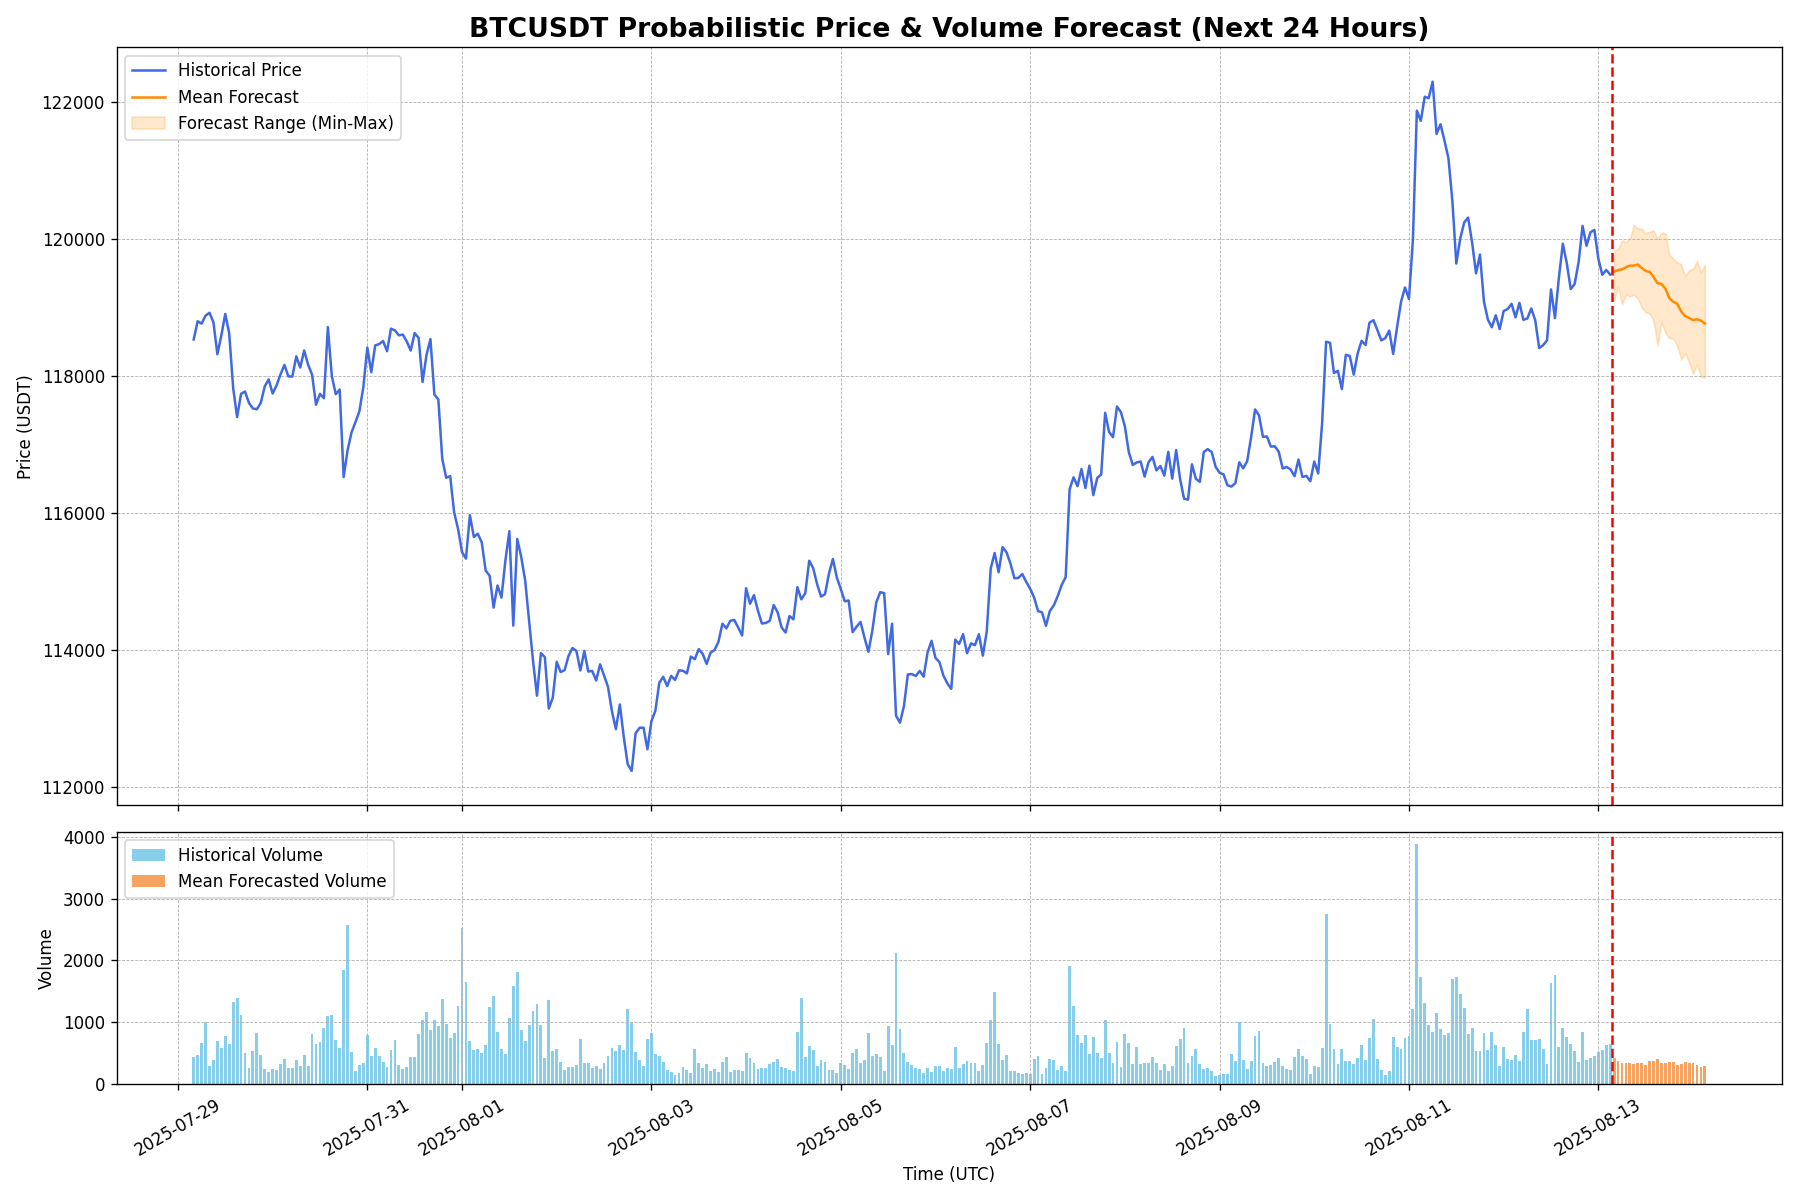 BTCUSDT Probabilistic Price & Volume Forecast (Next 24 Hours)
Historical Price
Mean Forecast
Forecast Range (Min-Max)
122000
120000
118000
116000
114000
112000
Price (USDT)
Historical Volume
Mean Forecasted Volume
4000
3000
2000
1000
0
Volume
2025-07-29
2025-07-31
2025-08-01
2025-08-03
2025-08-05
2025-08-07
2025-08-09
2025-08-11
2025-08-13
Time (UTC)